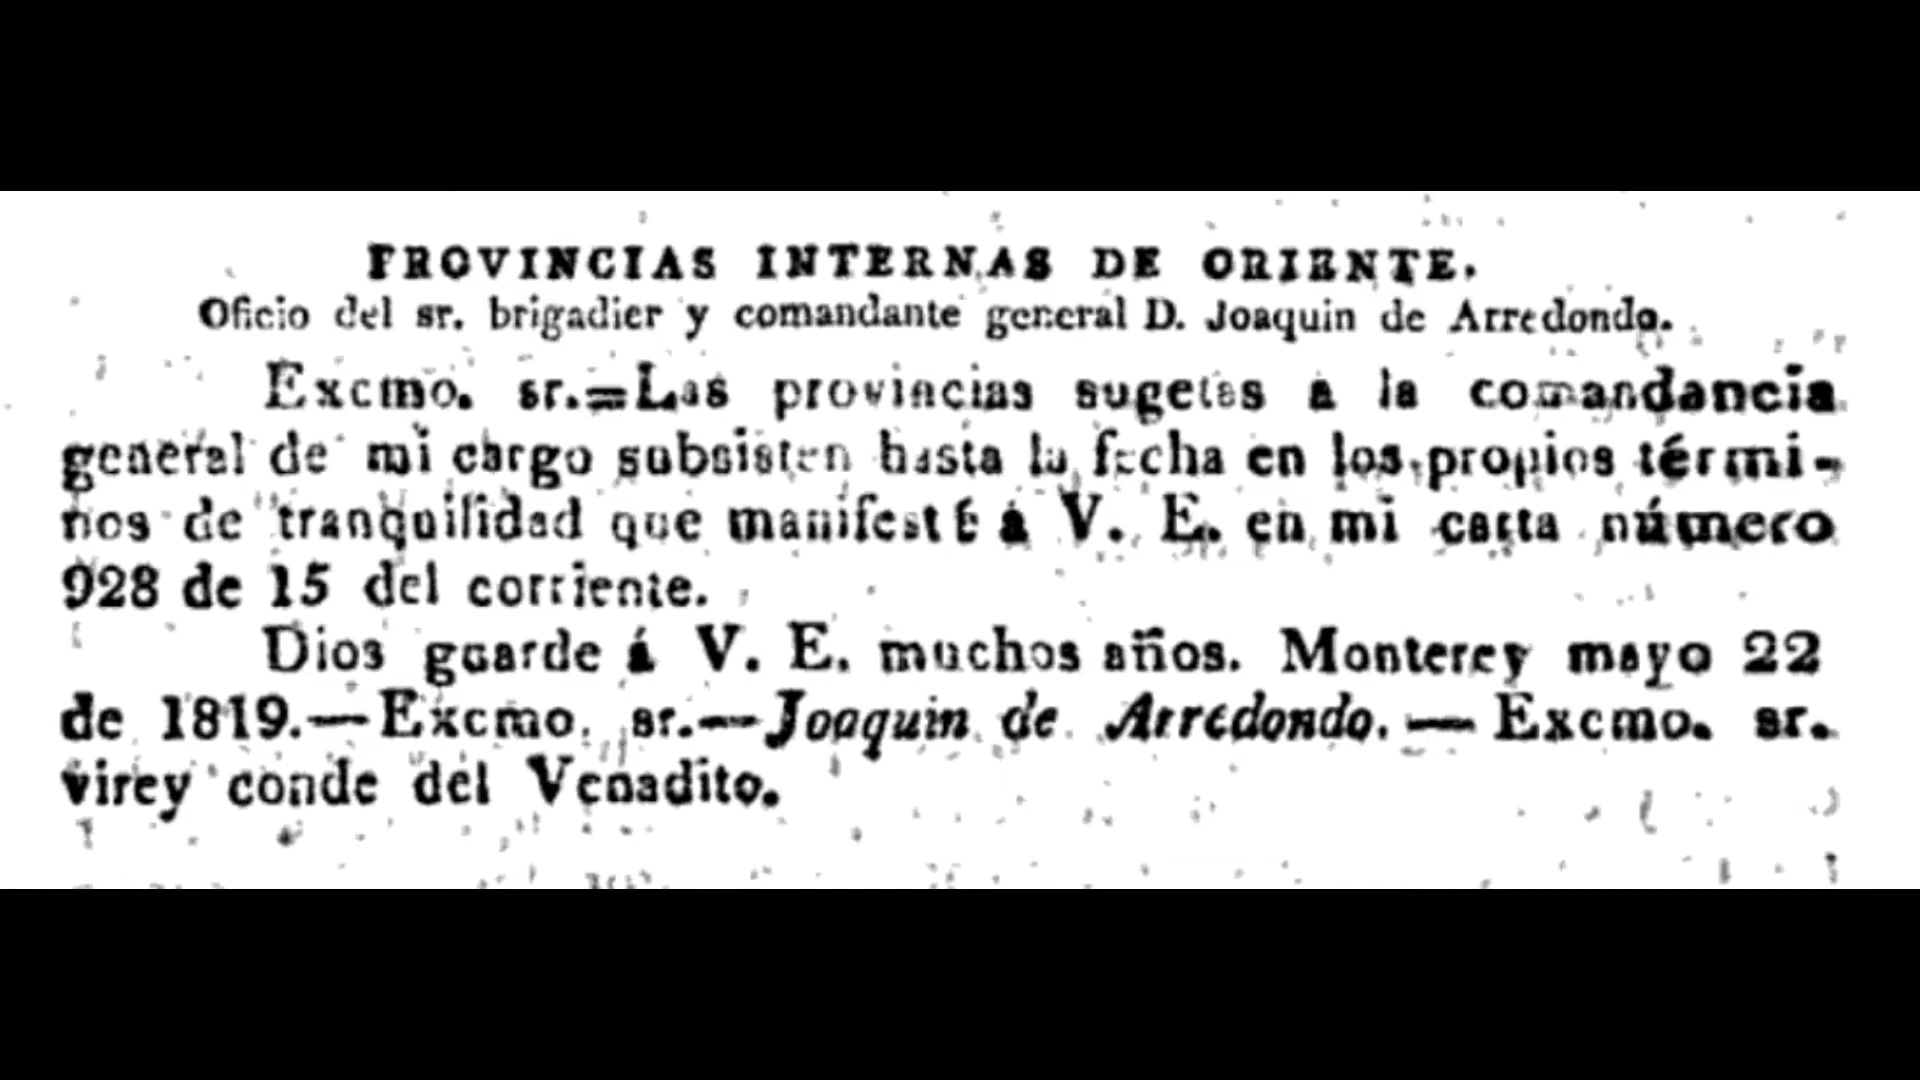 PROVINCIAS INTERNAS DE ORIENTE.
Oficio del sr. brigadier y comandante general D. Joaquin de Arredondo.
Excmo. sr.=Las provincias sugetas á la comandancia
general de mi cargo subsisten hasta la fecha en los propios térmi-
nos de tranquilidad que manifesté á V. E. en mi carta número
928 de 15 del corriente.
Dios guarde á V. E. muchos años. Monterey mayo 22
de 1819.—Excmo. sr.—Joaquin de Arredondo.—Excmo. sr.
virey conde del Venadito.